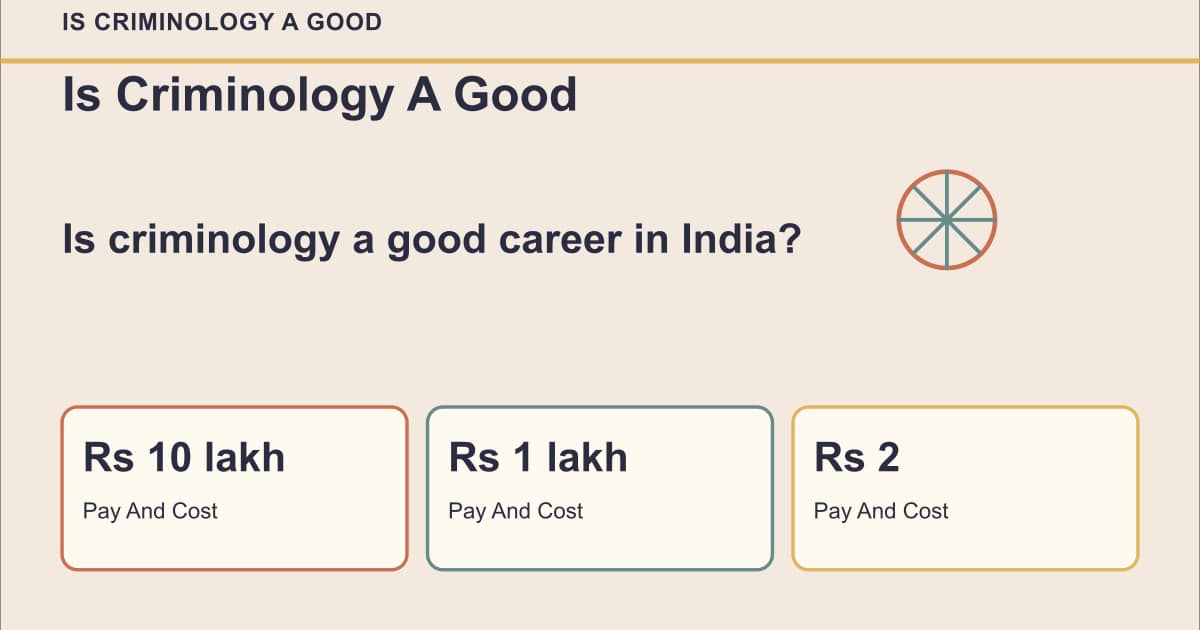 IS CRIMINOLOGY A GOOD
Is Criminology A Good
Is criminology a good career in India?
Rs 10 lakh
Pay And Cost
Rs 1 lakh
Pay And Cost
Rs 2
Pay And Cost